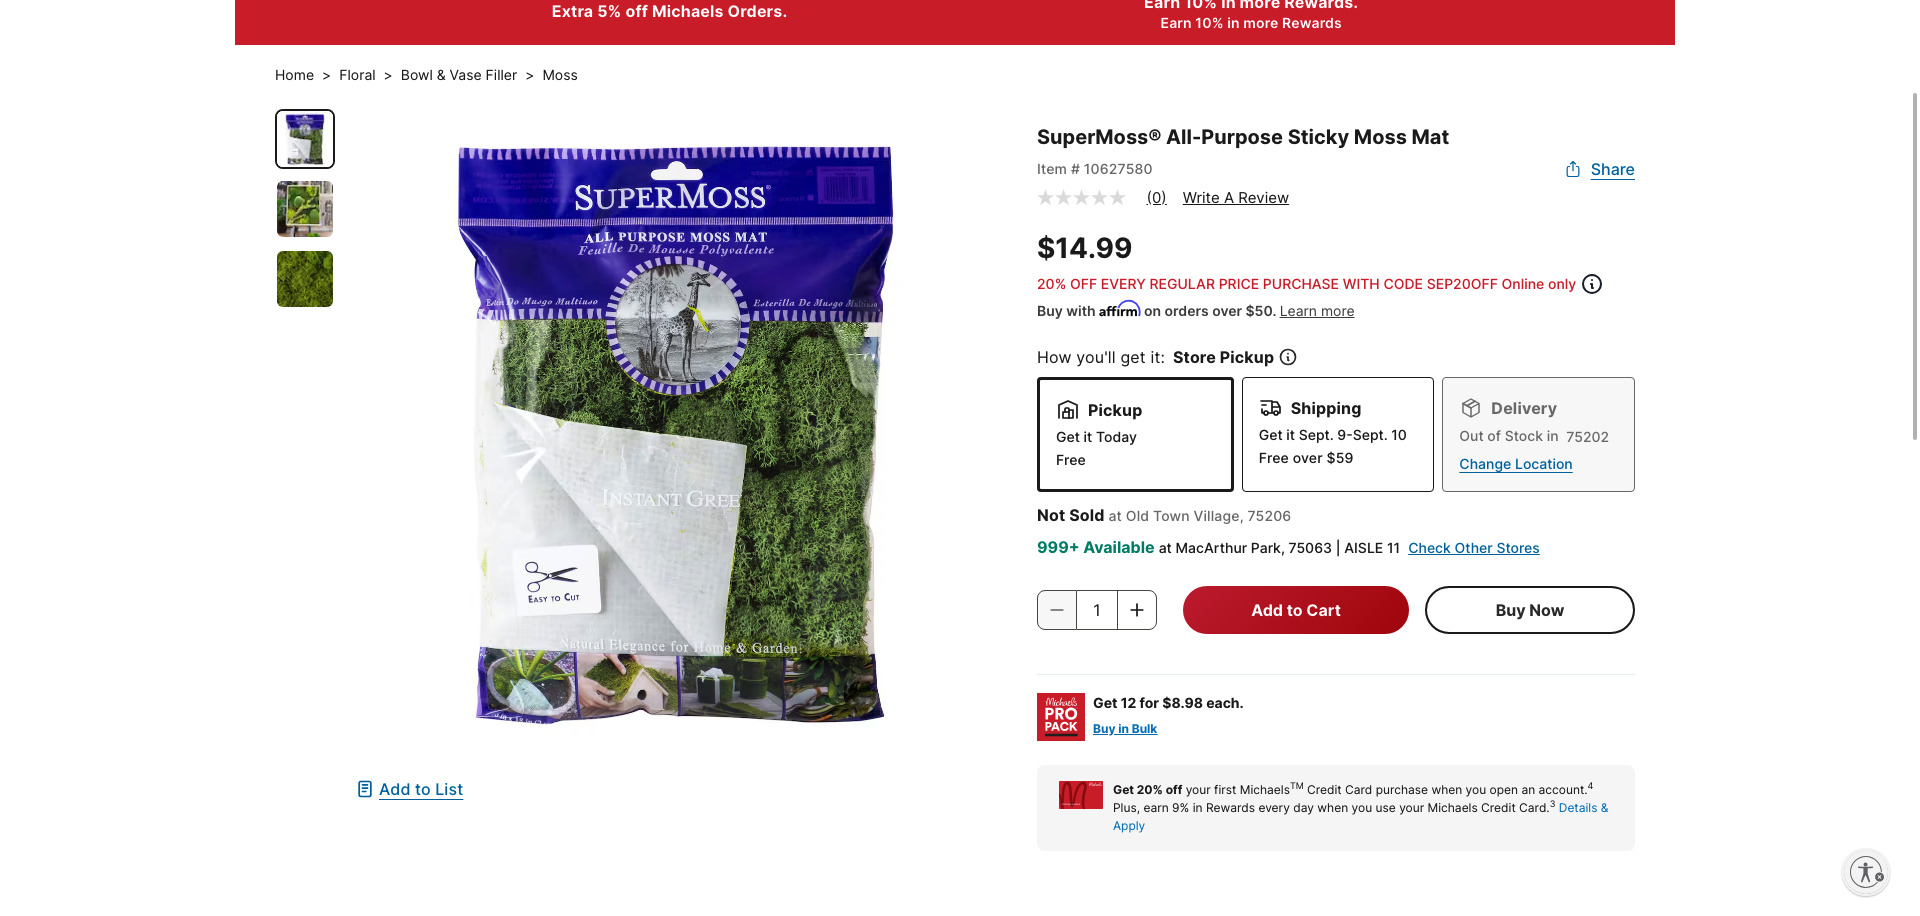 Extra 5% off Michaels Orders.
Earn 10% in more Rewards.
Earn 10% in more Rewards
Home > Floral > Bowl & Vase Filler > Moss
SUPERMOSS®
ALL PURPOSE MOSS MAT
Feuille De Mousse Polyvalente
Do Musgo Multiuso
Esterilla De Musgo Multiuso
INSTANT GREE
EASY TO CUT
Natural Elegance for Home & Garden
Add to List
SuperMoss® All-Purpose Sticky Moss Mat
Item # 10627580
Share
(0) Write A Review
$14.99
20% OFF EVERY REGULAR PRICE PURCHASE WITH CODE SEP20OFF Online only
Buy with affirm on orders over $50. Learn more
How you'll get it: Store Pickup
Pickup
Get it Today
Free
Shipping
Get it Sept. 9-Sept. 10
Free over $59
Delivery
Out of Stock in 75202
Change Location
Not Sold at Old Town Village, 75206
999+ Available at MacArthur Park, 75063 | AISLE 11 Check Other Stores
1
Add to Cart
Buy Now
Michaels
PRO
PACK
Get 12 for $8.98 each.
Buy in Bulk
Get 20% off your first Michaels™ Credit Card purchase when you open an account.4
Plus, earn 9% in Rewards every day when you use your Michaels Credit Card.3 Details &
Apply